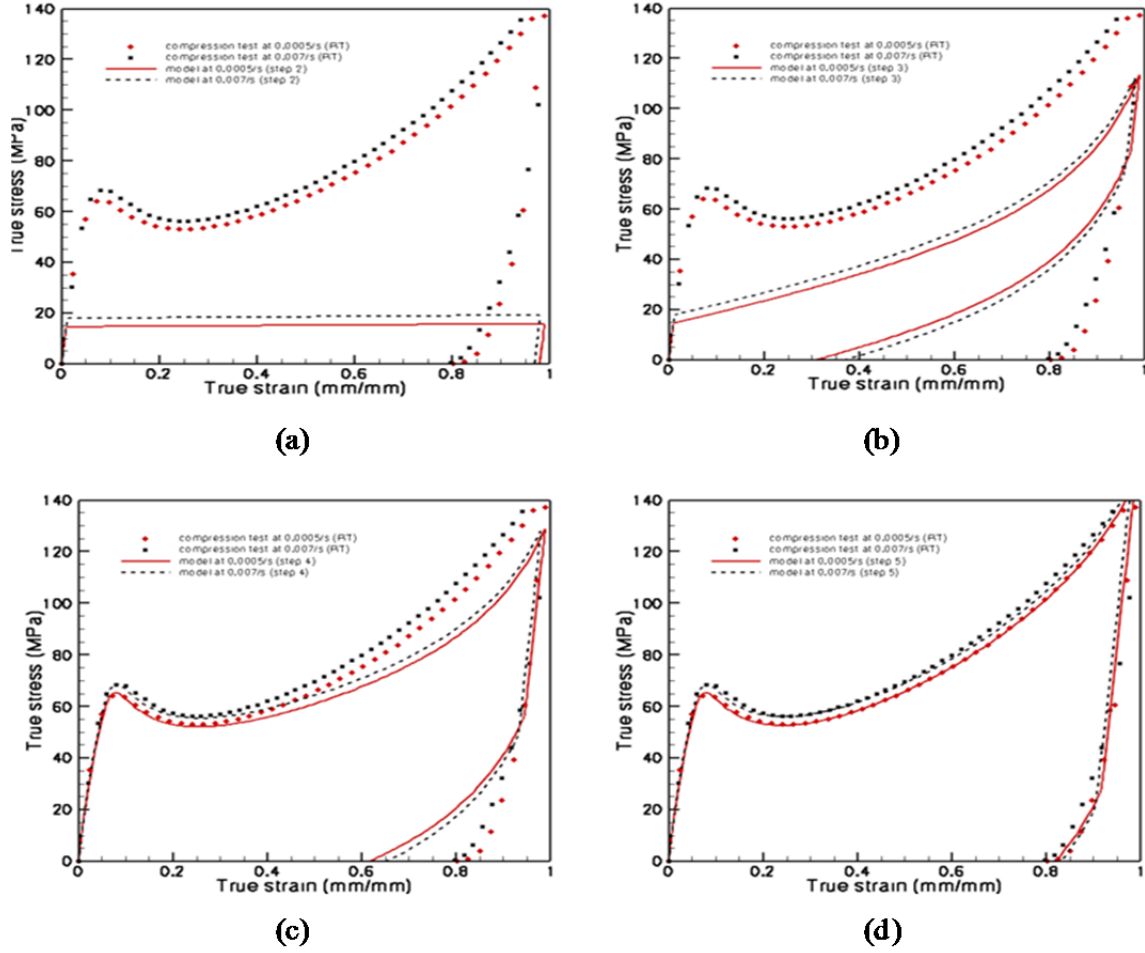 140
120
100
80
60
40
20
0
True stress (MPa)
compression test at 0.0005/s (RT)
compression test at 0.007/s (RT)
model at 0.0005/s (step 2)
model at 0.007/s (step 2)
0 0.2 0.4 0.6 0.8 1
True strain (mm/mm)
(a)
140
120
100
80
60
40
20
0
True stress (MPa)
compression test at 0.0005/s (RT)
compression test at 0.007/s (RT)
model at 0.0005/s (step 3)
model at 0.007/s (step 3)
0 0.2 0.4 0.6 0.8 1
True strain (mm/mm)
(b)
140
120
100
80
60
40
20
0
True stress (MPa)
compression test at 0.0005/s (RT)
compression test at 0.007/s (RT)
model at 0.0005/s (step 4)
model at 0.007/s (step 4)
0 0.2 0.4 0.6 0.8 1
True strain (mm/mm)
(c)
140
120
100
80
60
40
20
0
True stress (MPa)
compression test at 0.0005/s (RT)
compression test at 0.007/s (RT)
model at 0.0005/s (step 5)
model at 0.007/s (step 5)
0 0.2 0.4 0.6 0.8 1
True strain (mm/mm)
(d)